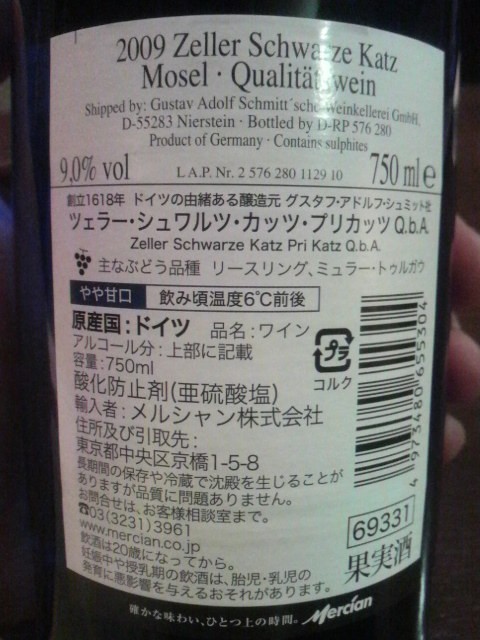 2009 Zeller Schwarze Katz
Mosel · Qualitätswein
Shipped by: Gustav Adolf Schmitt´sche Weinkellerei GmbH,
D-55283 Nierstein · Bottled by D-RP 576 280
Product of Germany · Contains sulphites
9,0% vol L A.P. Nr. 2 576 280 1129 10 750 ml e
創立1618年 ドイツの由緒ある醸造元 グスタフ・アドルフ・シュミット社
ツェラー・シュワルツ・カッツ・プリカッツ Q.b.A.
Zeller Schwarze Katz Pri Katz Q.b.A.
主なぶどう品種 リースリング、ミュラー・トゥルガウ
やや甘口 飲み頃温度6℃前後
原産国:ドイツ 品名:ワイン
アルコール分:上部に記載
容量:750ml
プラ
コルク
酸化防止剤(亜硫酸塩)
輸入者:メルシャン株式会社
住所及び引取先:
東京都中央区京橋1-5-8
長期間の保存や冷蔵で沈殿を生じることが
ありますが品質に問題ありません。
お問合せは、お客様相談室まで。
☎03(3231)3961
www.mercian.co.jp
飲酒は20歳になってから。
妊娠中や授乳期の飲酒は、胎児・乳児の
発育に悪影響を与えるおそれがあります。
4 973480 655304
69331
果実酒
確かな味わい、ひとつ上の時間。 Mercian